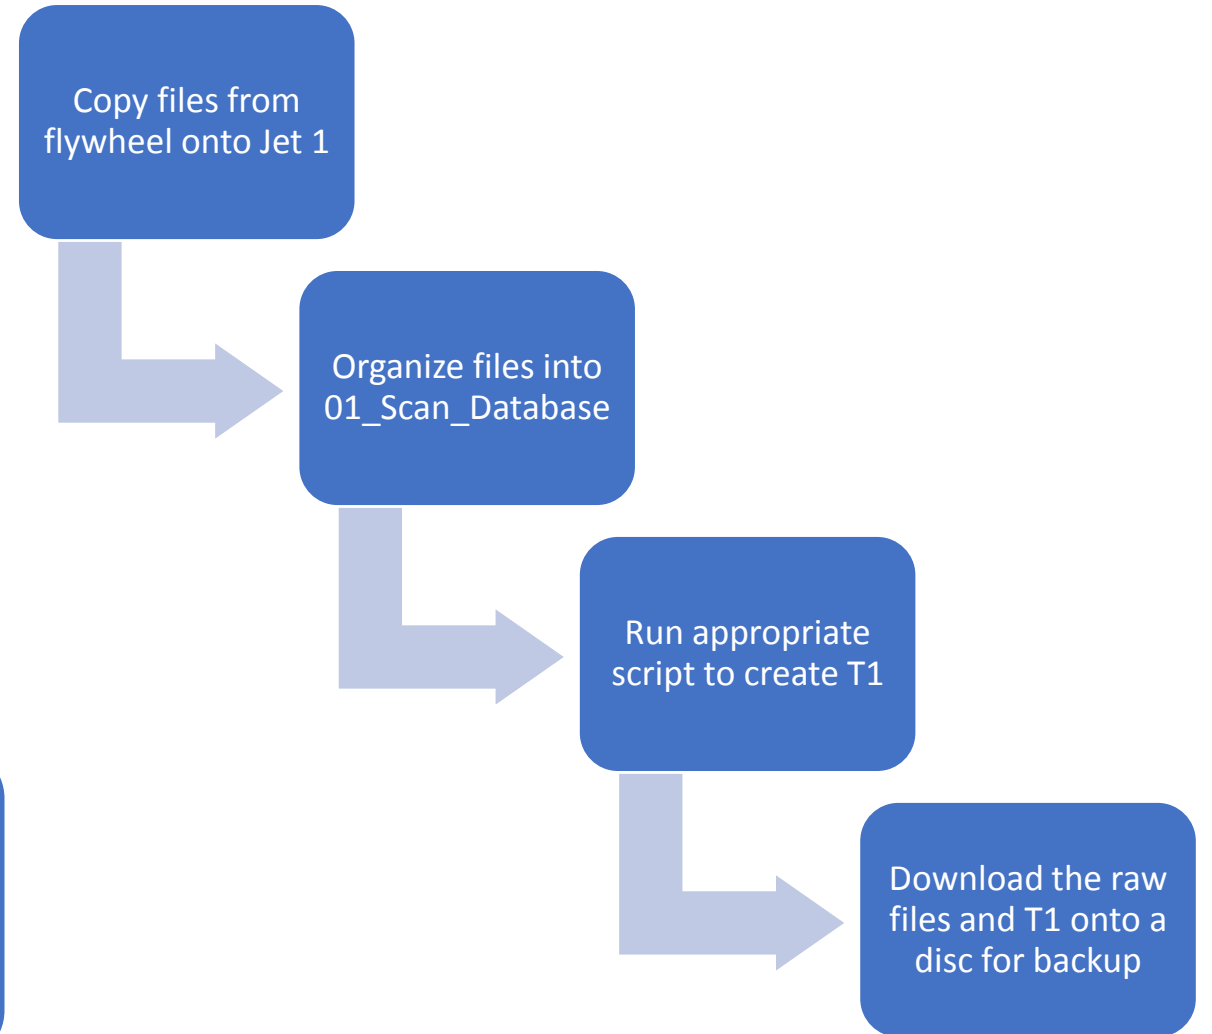 Copy files from
flywheel onto Jet 1
Organize files into
01_Scan_Database
Run appropriate
script to create T1
Download the raw
files and T1 onto a
disc for backup